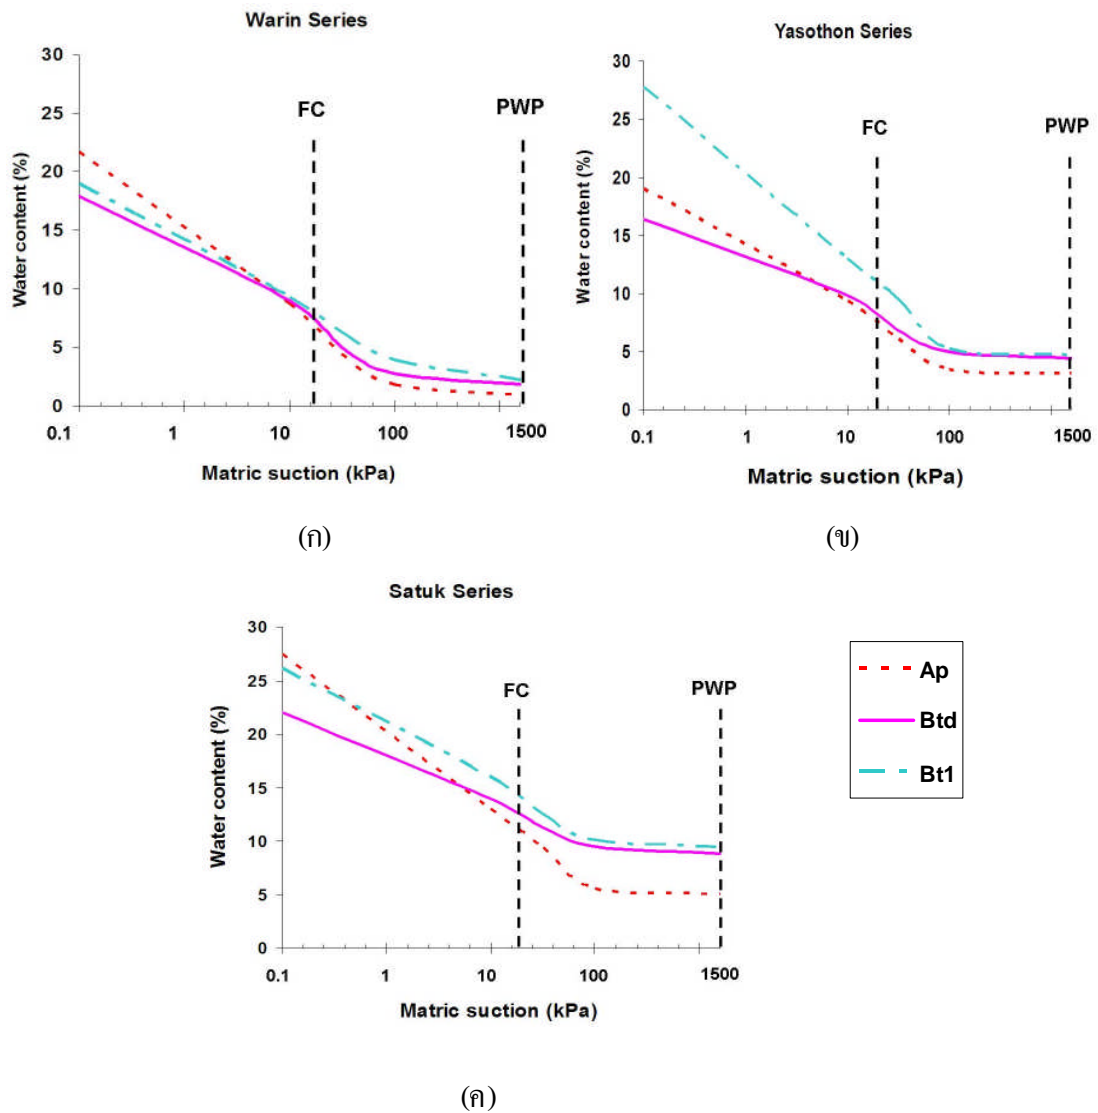 Warin Series
30
25
20
15
10
5
0
Water content (%)
FC
PWP
0.1 1 10 100 1500
Matric suction (kPa)
(ก)
Yasothon Series
30
25
20
15
10
5
0
Water content (%)
FC
PWP
0.1 1 10 100 1500
Matric suction (kPa)
(ข)
Satuk Series
30
25
20
15
10
5
0
Water content (%)
FC
PWP
0.1 1 10 100 1500
Matric suction (kPa)
(ค)
Ap
Btd
Bt1